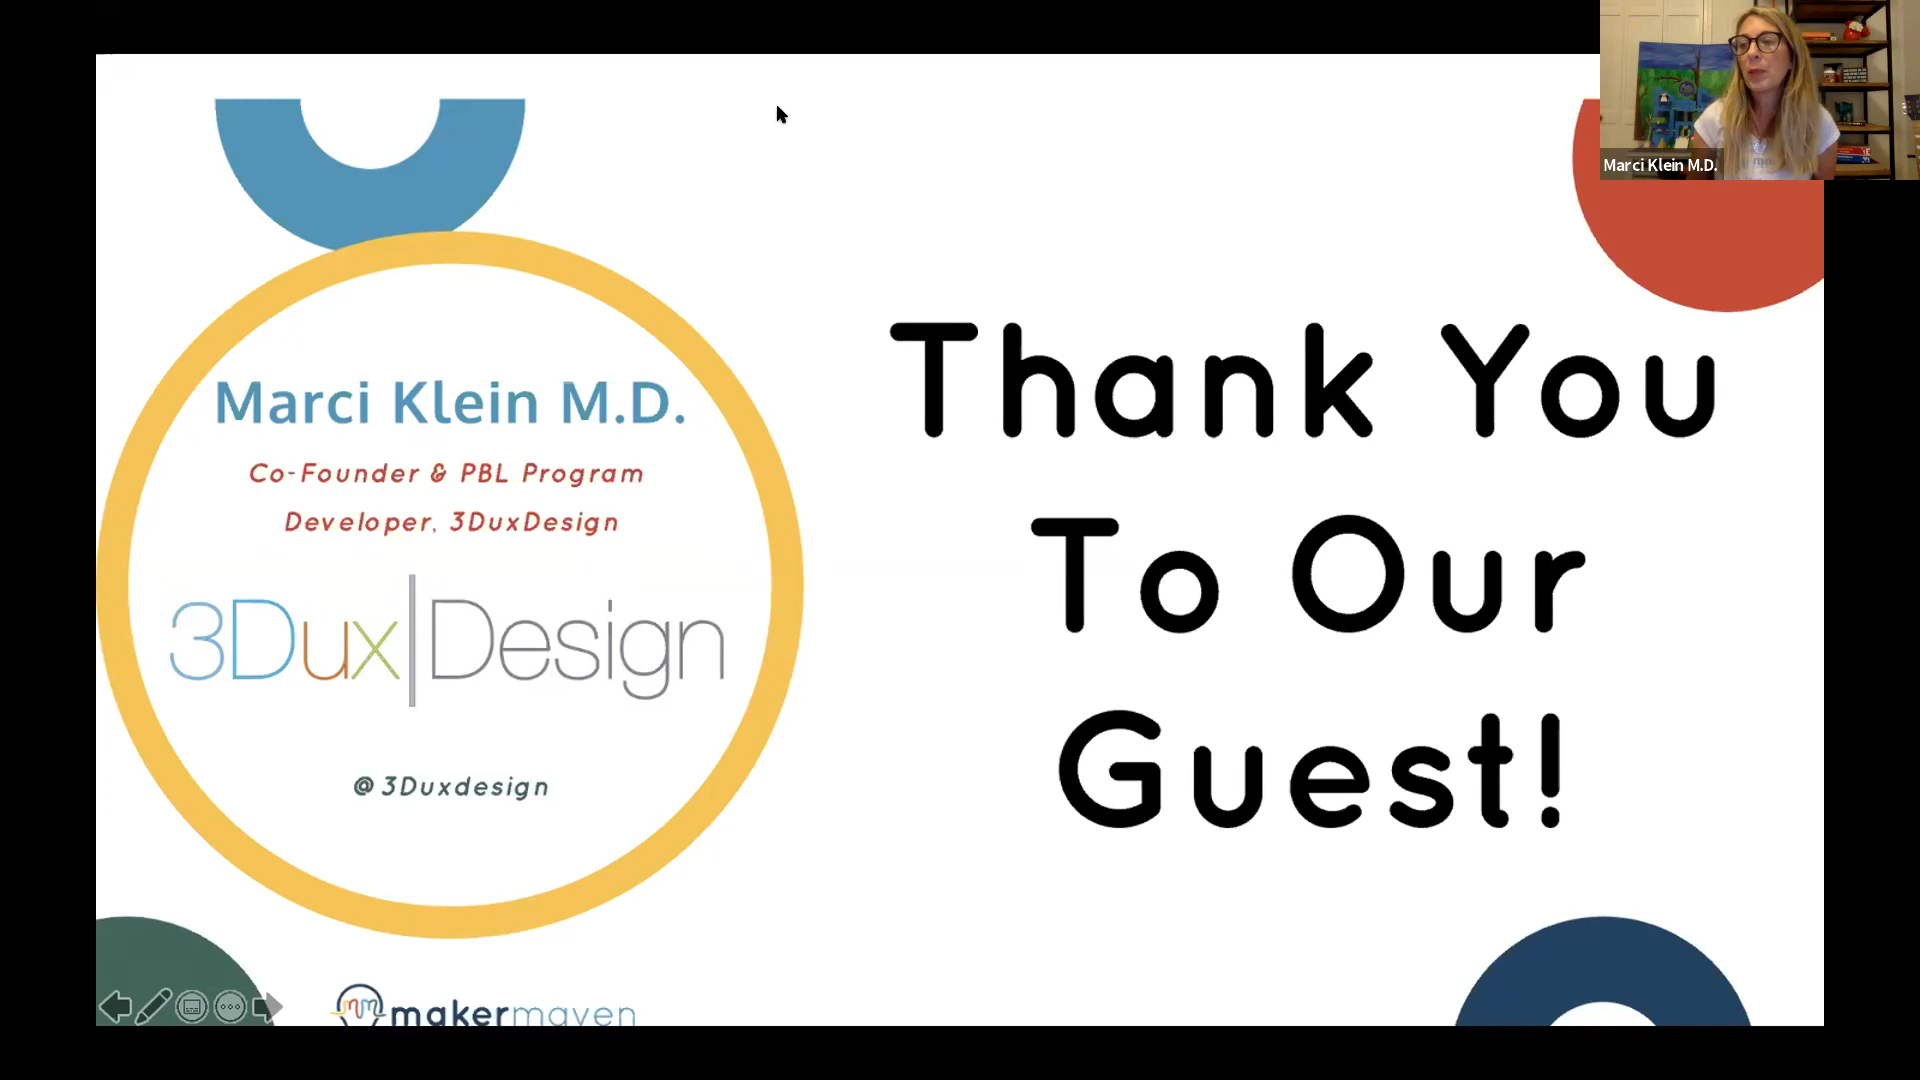 Marci Klein M.D.
Marci Klein M.D.
Co-Founder & PBL Program
Developer, 3DuxDesign
3Dux|Design
@3Duxdesign
Thank You
To Our
Guest!
makermaven